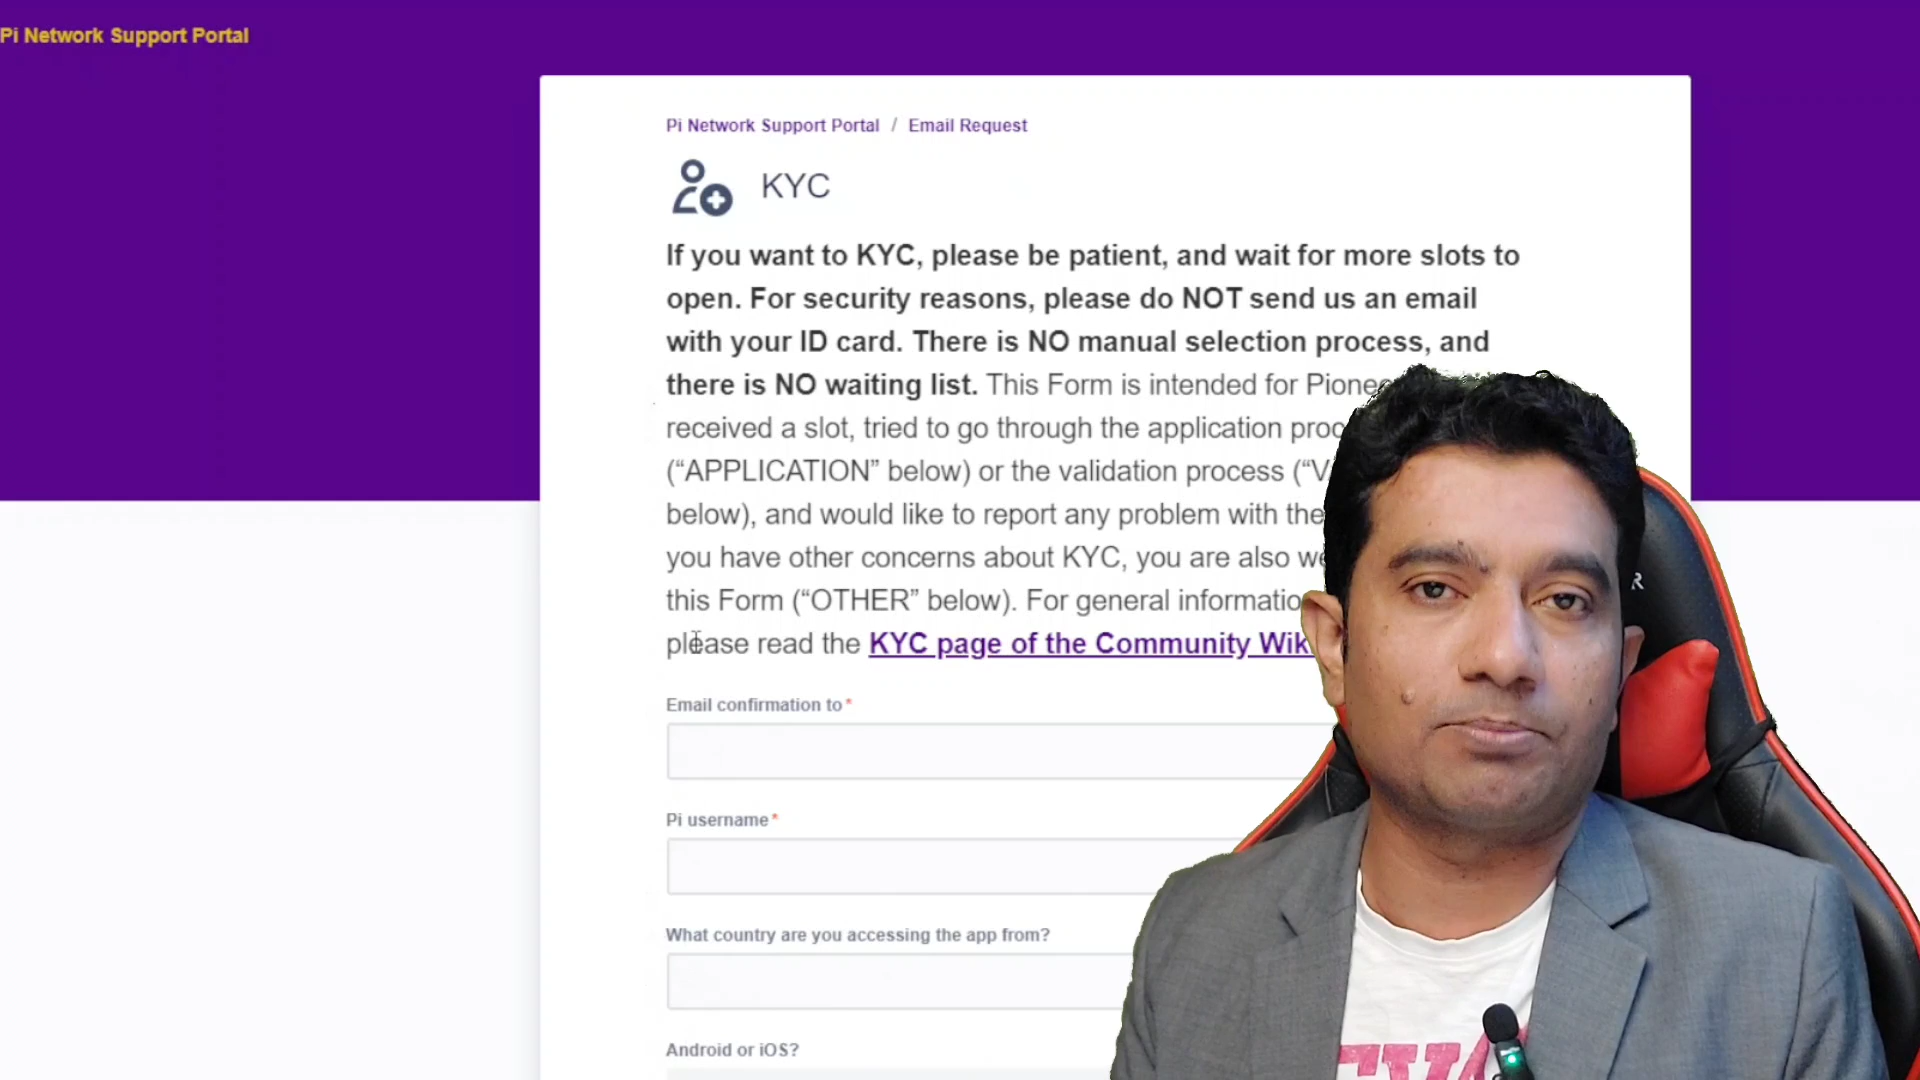 Pi Network Support Portal
Pi Network Support Portal / Email Request
KYC
If you want to KYC, please be patient, and wait for more slots to
open. For security reasons, please do NOT send us an email
with your ID card. There is NO manual selection process, and
there is NO waiting list. This Form is intended for
received a slot, tried to go through the application
(“APPLICATION” below) or the validation process
below), and would like to report any problem with the
you have other concerns about KYC, you are also
this Form (“OTHER” below). For general
please read the KYC page of the Community
Email confirmation to*
Pi username*
What country are you accessing the app from?
Android or iOS?